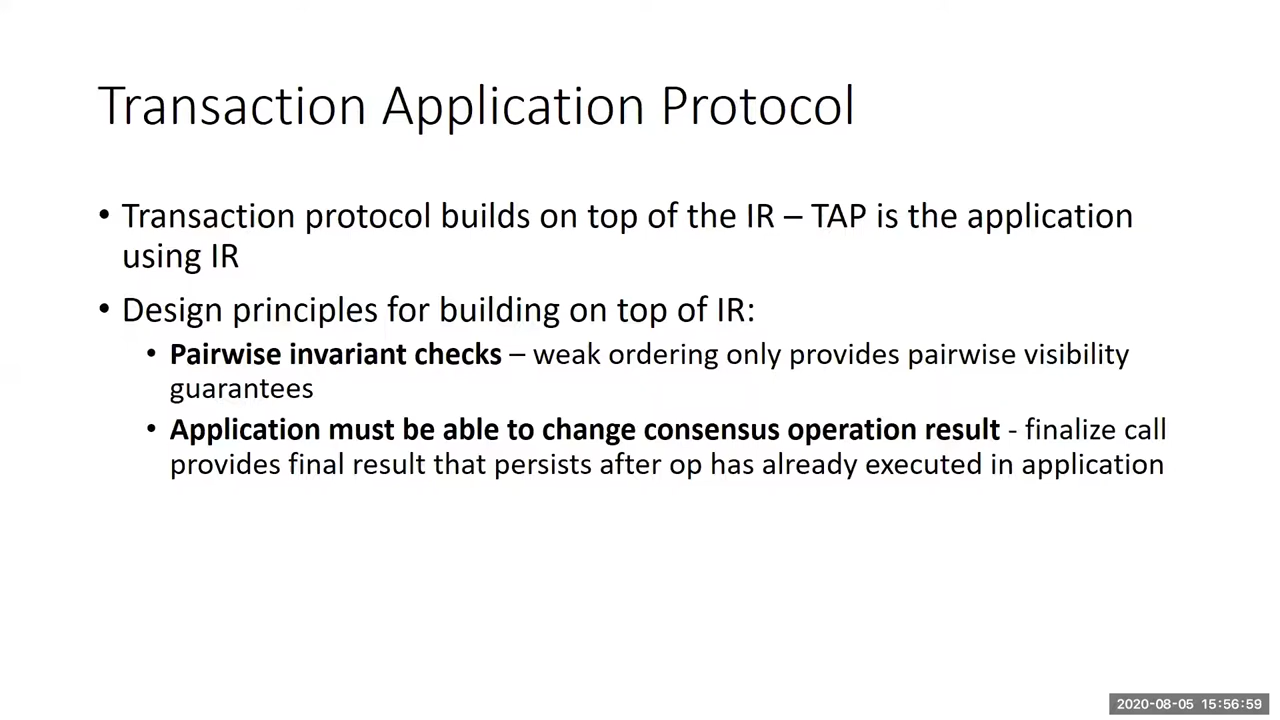 Transaction Application Protocol
• Transaction protocol builds on top of the IR – TAP is the application
using IR
• Design principles for building on top of IR:
• Pairwise invariant checks – weak ordering only provides pairwise visibility
guarantees
• Application must be able to change consensus operation result - finalize call
provides final result that persists after op has already executed in application
2020-08-05 15:56:59